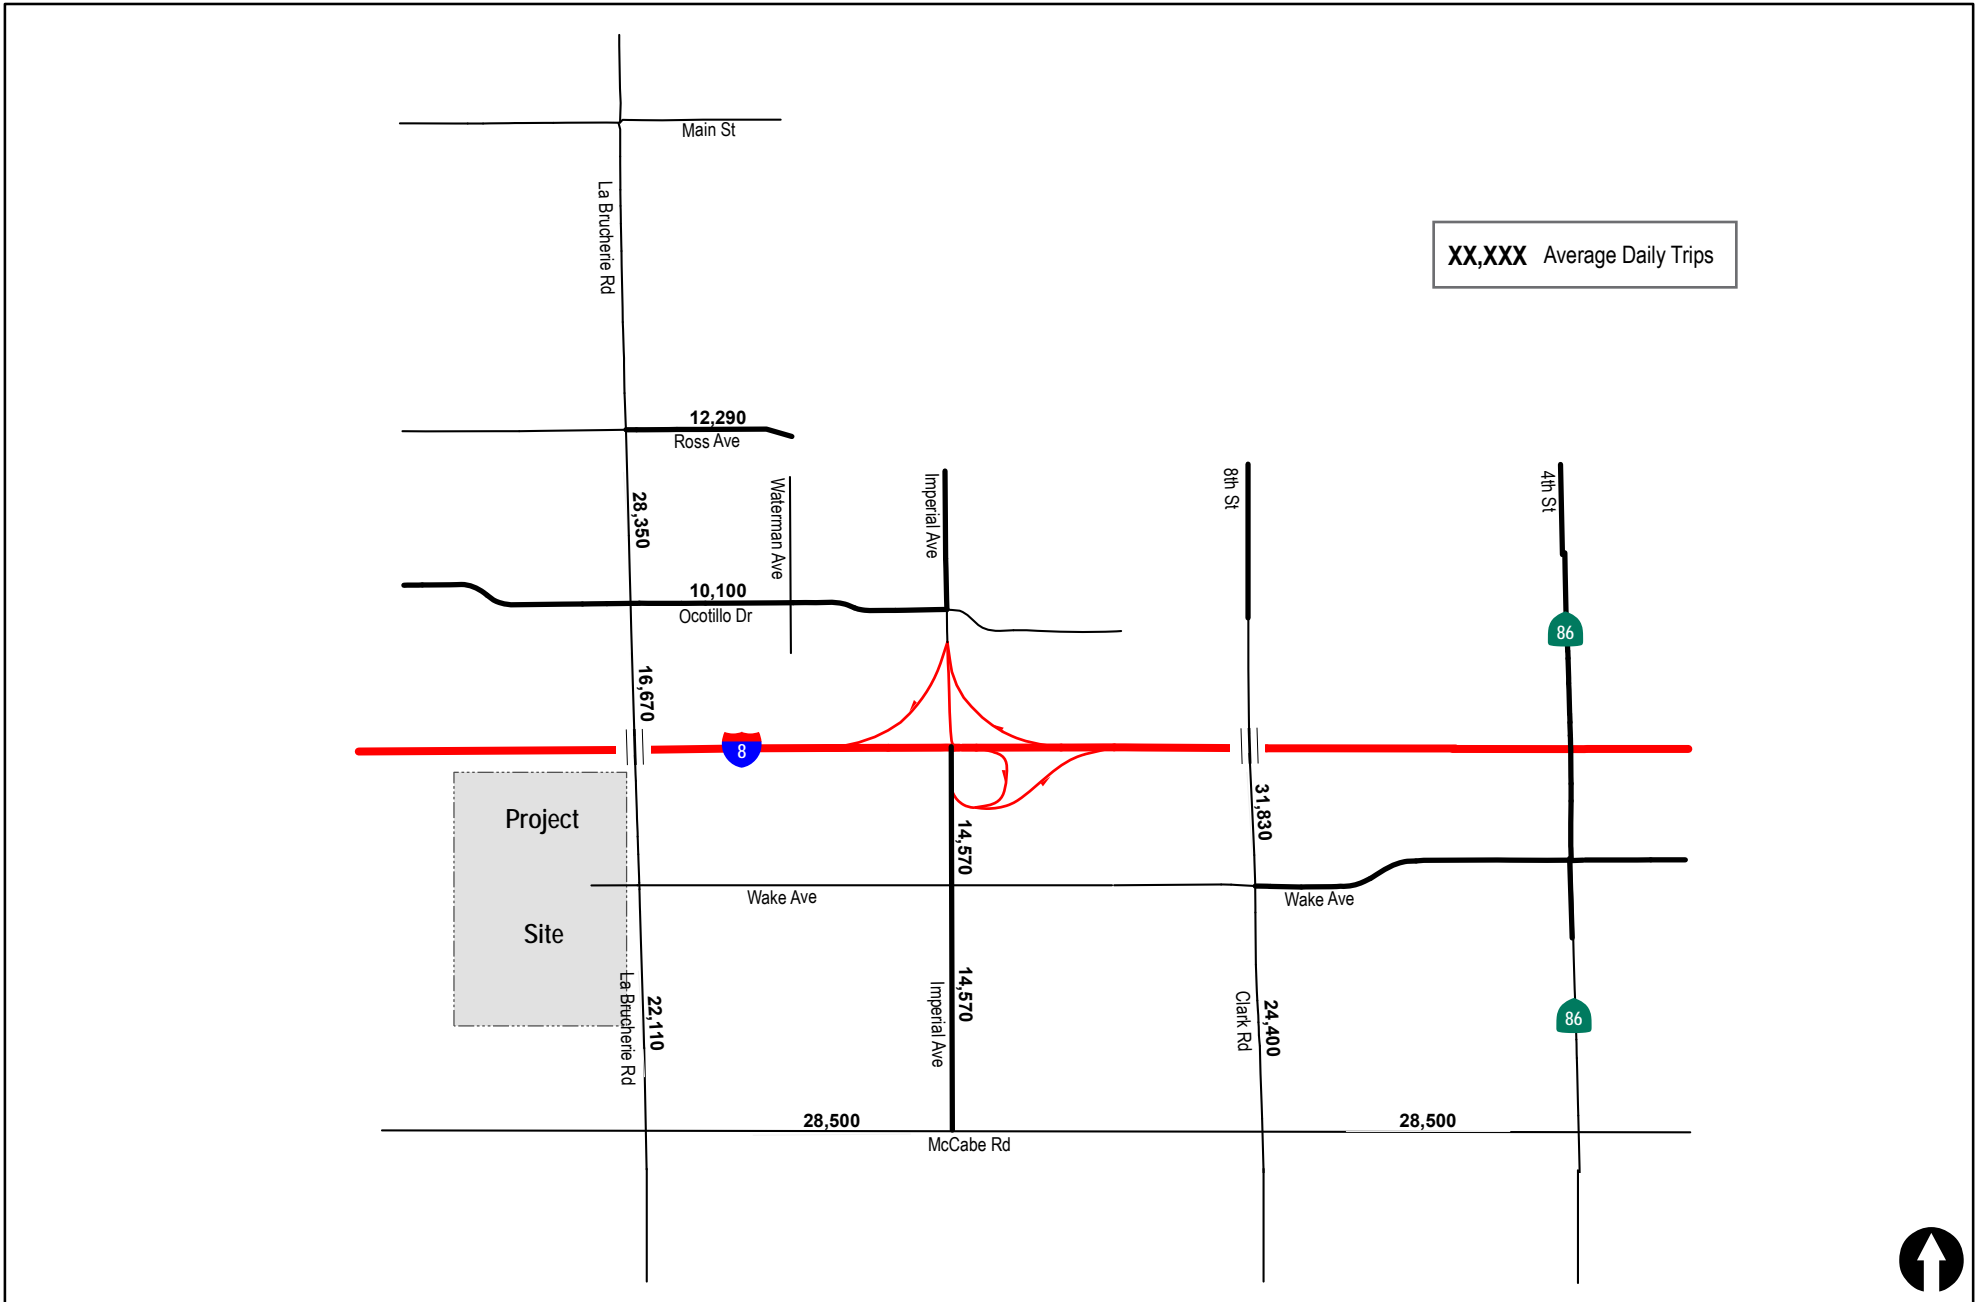 Main St
La Brucherie Rd
XX,XXX Average Daily Trips
12,290
Ross Ave
28,350
Waterman Ave
Imperial Ave
8th St
4th St
10,100
Ocotillo Dr
86
16,670
8
31,830
Project
Site
14,570
Wake Ave
Wake Ave
La Brucherie Rd
22,110
Imperial Ave
14,570
Clark Rd
24,400
86
28,500
28,500
McCabe Rd